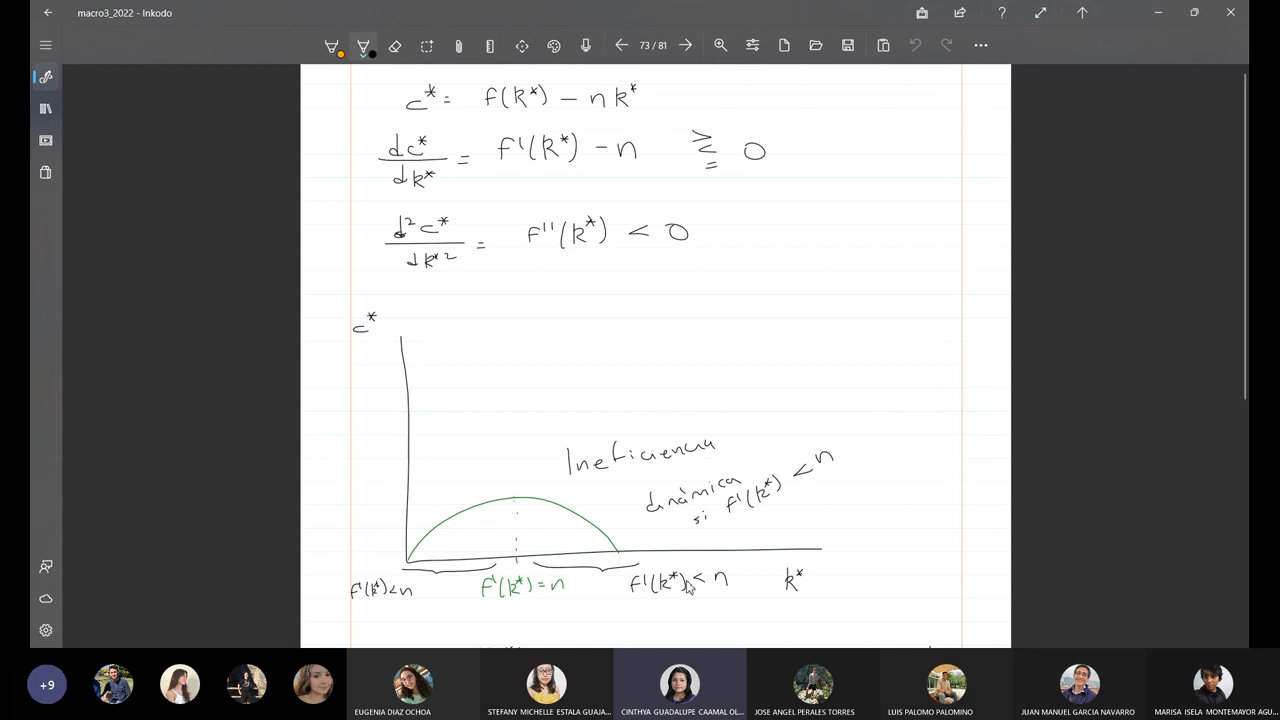 macro3_2022 - Inkodo
73 / 81
c* = f(k*) - n k*
dc*/dk* = f'(k*) - n ≷ = 0
d²c*/dk*² = f''(k*) < 0
c*
Ineficiencia
dinámica
si f'(k*) < n
f'(k*) < n
f'(k*) = n
f'(k*) < n
k*
+9
EUGENIA DIAZ OCHOA
STEFANY MICHELLE ESTALA GUAJA...
CINTHYA GUADALUPE CAAMAL OL...
JOSE ANGEL PERALES TORRES
LUIS PALOMO PALOMINO
JUAN MANUEL GARCIA NAVARRO
MARISA ISELA MONTEMAYOR AGU...